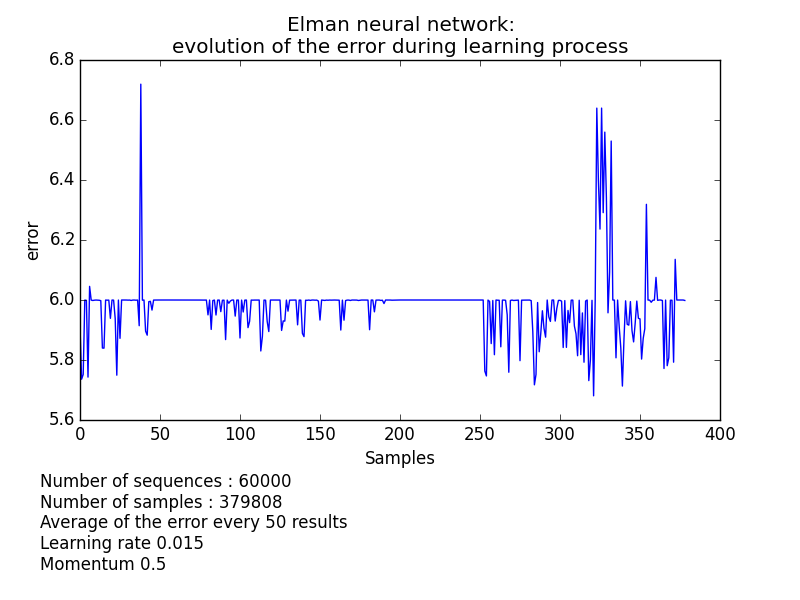 Elman neural network:
evolution of the error during learning process
6.8
6.6
6.4
6.2
6.0
5.8
5.6
error
0 50 100 150 200 250 300 350 400
Samples
Number of sequences : 60000
Number of samples : 379808
Average of the error every 50 results
Learning rate 0.015
Momentum 0.5